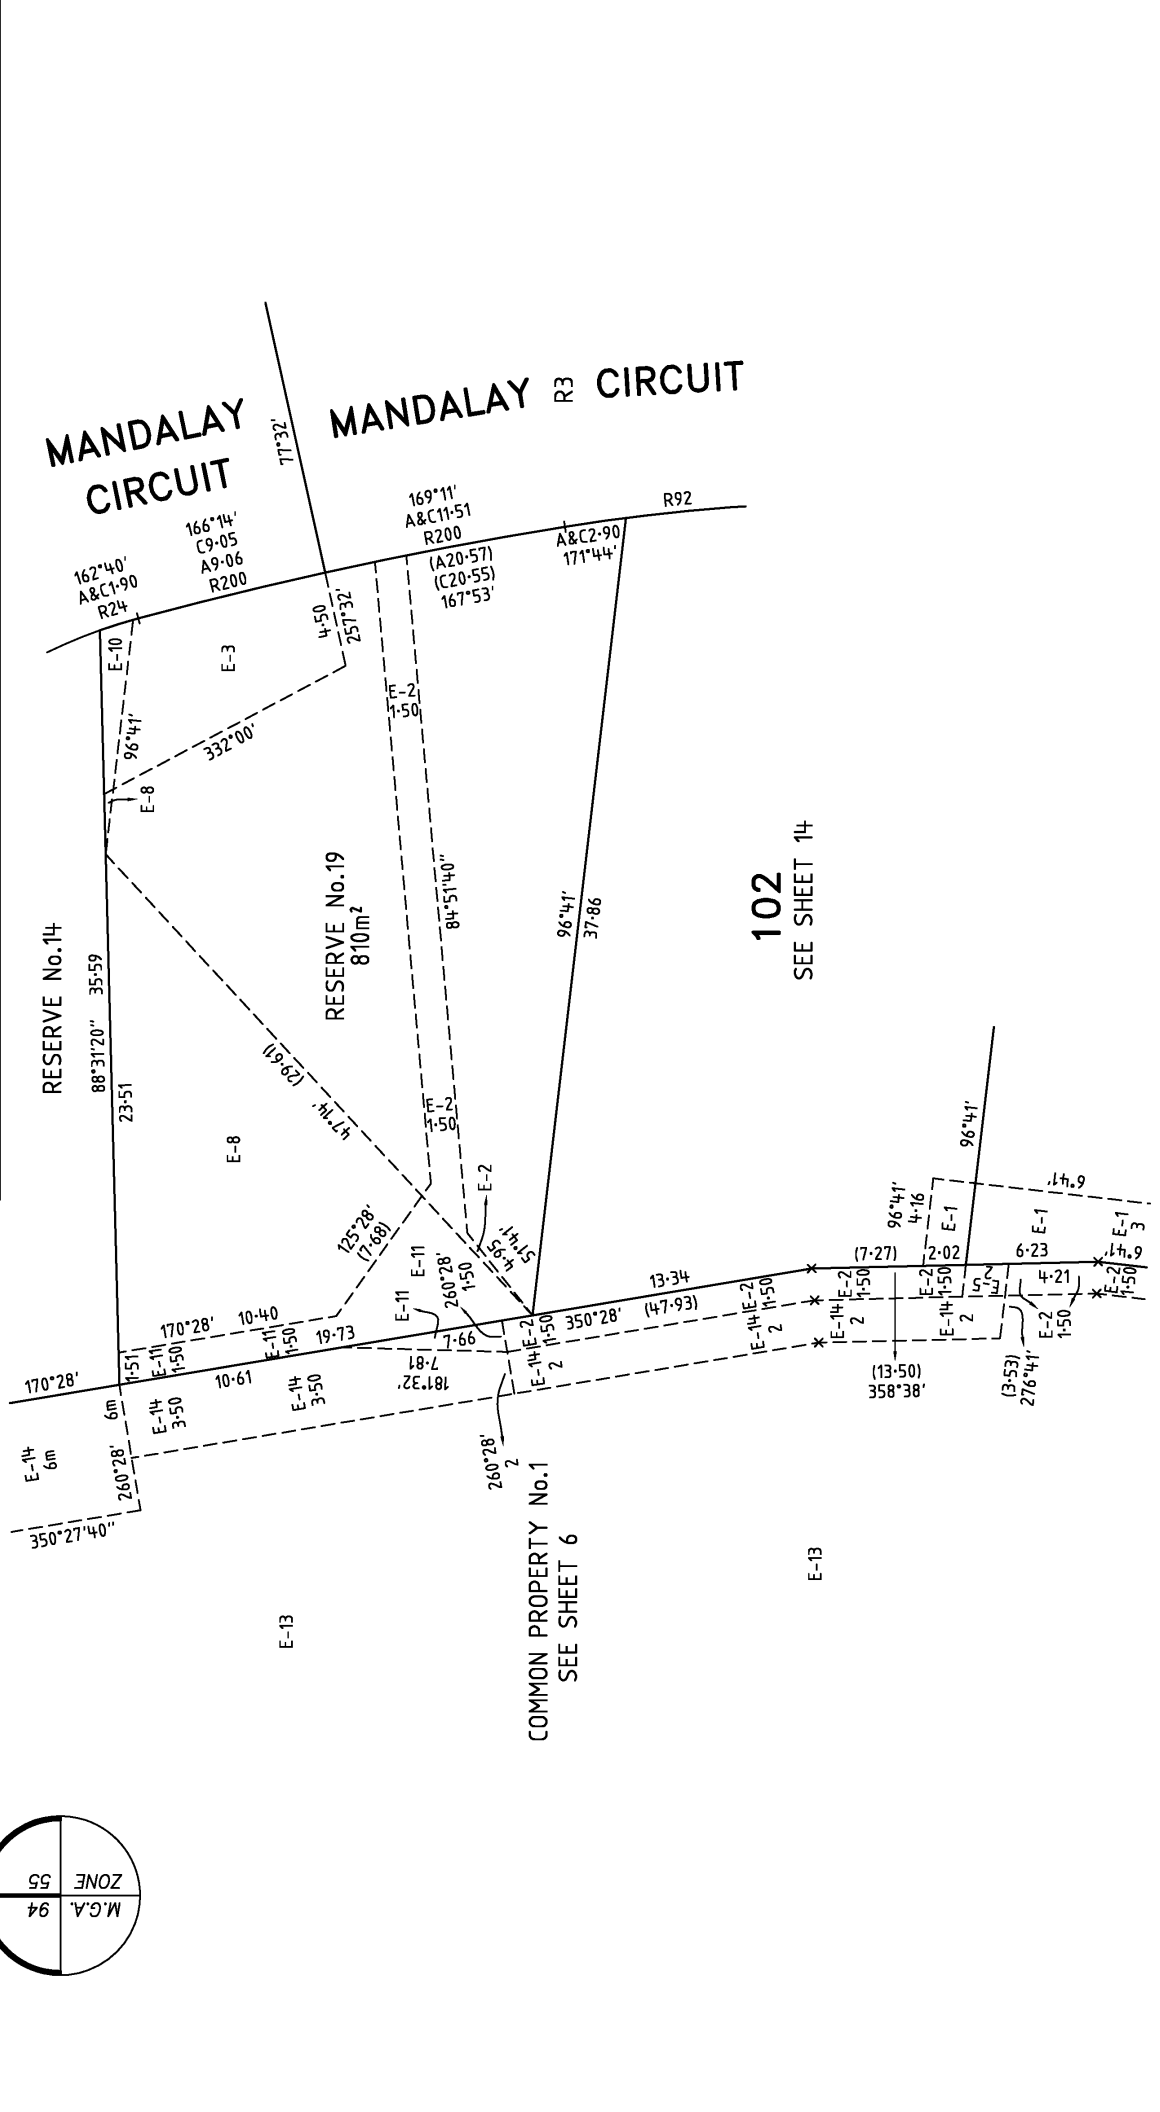 MANDALAY
CIRCUIT
77°32'
MANDALAY
R3
CIRCUIT
162°40'
A&C1·90
R24
166°14'
C9·05
A9·06
R200
169°11'
A&C11·51
R200
(A20·57)
(C20·55)
167°53'
A&C2·90
171°44'
R92
E-10
E-3
4·50
257°32'
96°41'
332°00'
E-2
1·50
E-8
RESERVE No.14
88°31'20" 35·59
23·51
RESERVE No.19
810m²
84°51'40"
96°41'
37·86
102
SEE SHEET 14
(29·61)
47°14'
E-8
E-2
1·50
E-2
125°28'
(7·68)
E-11
E-11
260°28'
1·50
4·95
51°41'
96°41'
96°41'
4·16
E-1
6°41'
E-1
E-1
3
170°28'
170°28'
10·40
1·51
E-11
1·50
E-11
1·50
19·73
10·61
7·66
7·81
181°32'
E-14
2
E-2
1·50
350°28'
13·34
(47·93)
E-14
2
E-2
1·50
(7·27)
E-2
1·50
E-14
2
2·02
E-2
1·50
E-14
2
E-5
2
6·23
4·21
6°41'
E-2
1·50
E-2
1·50
(13·50)
358°38'
(3·53)
276°41'
E-14
6m
6m
E-14
3·50
E-14
3·50
260°28'
350°27'40"
260°28'
2
COMMON PROPERTY No.1
SEE SHEET 6
E-13
E-13
M.G.A. 94
ZONE 55